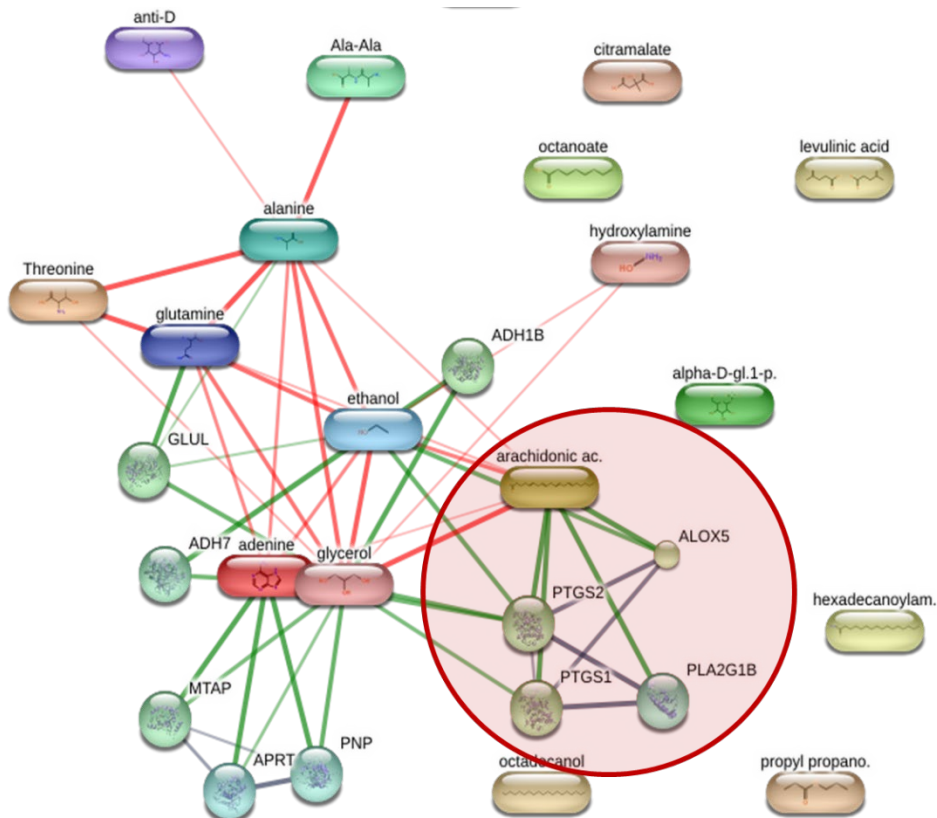 anti-D
Ala-Ala
citramalate
octanoate
levulinic acid
alanine
hydroxylamine
Threonine
glutamine
ADH1B
ethanol
alpha-D-gl.1-p.
GLUL
arachidonic ac.
ALOX5
ADH7
adenine
glycerol
PTGS2
hexadecanoylam.
PTGS1
PLA2G1B
MTAP
APRT
PNP
octadecanol
propyl propano.